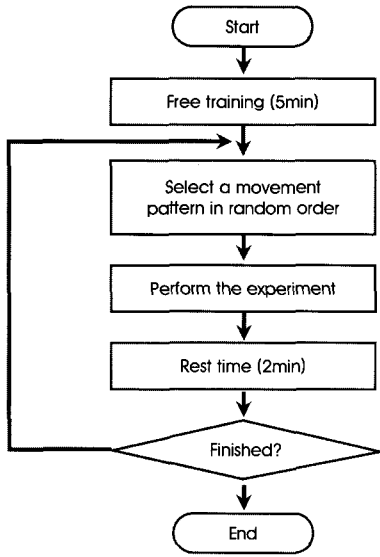 Start
Free training (5min)
Select a movement
pattern in random order
Perform the experiment
Rest time (2min)
Finished?
End